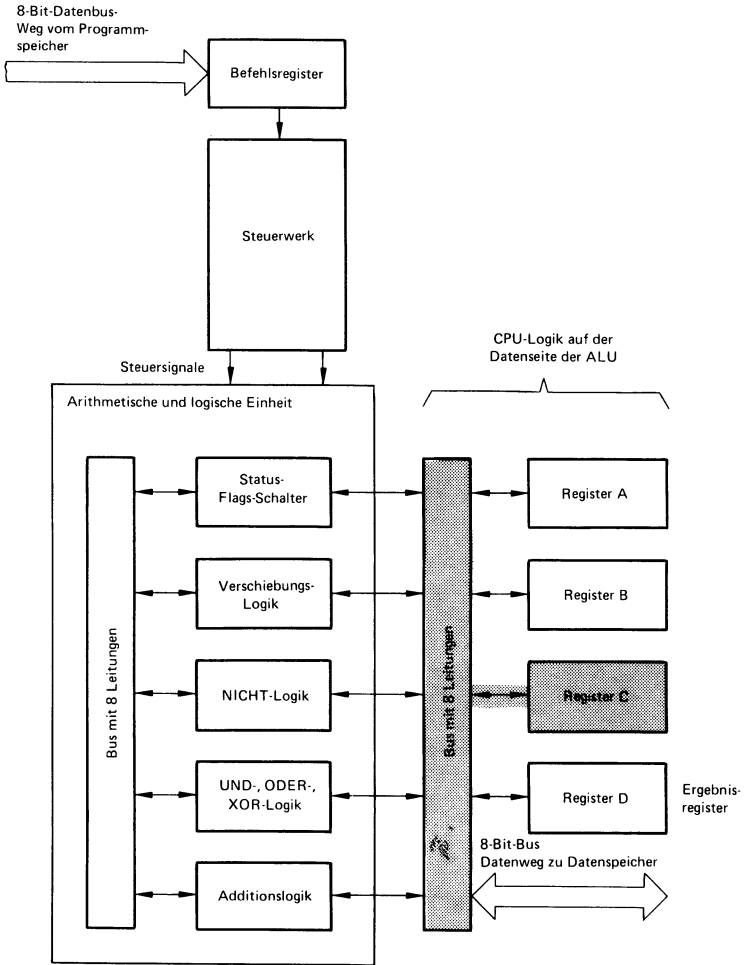 8-Bit-Datenbus-
Weg vom Programm-
speicher
Befehlsregister
Steuerwerk
Steuersignale
CPU-Logik auf der
Datenseite der ALU
Arithmetische und logische Einheit
Bus mit 8 Leitungen
Status-
Flags-Schalter
Verschiebungs-
Logik
NICHT-Logik
UND-, ODER-,
XOR-Logik
Additionslogik
Bus mit 8 Leitungen
Register A
Register B
Register C
Register D
Ergebnis-
register
8-Bit-Bus
Datenweg zu Datenspeicher